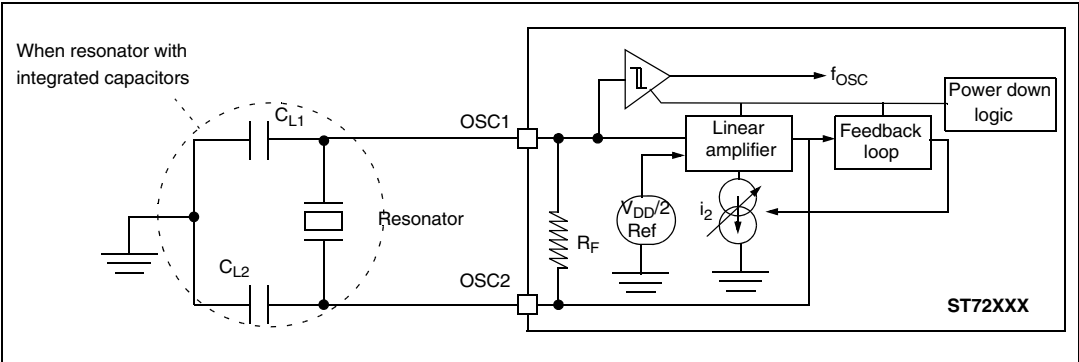 When resonator with
integrated capacitors
CL1
OSC1
fOSC
Power down
logic
Linear
amplifier
Feedback
loop
Resonator
VDD/2
Ref
i2
RF
CL2
OSC2
ST72XXX